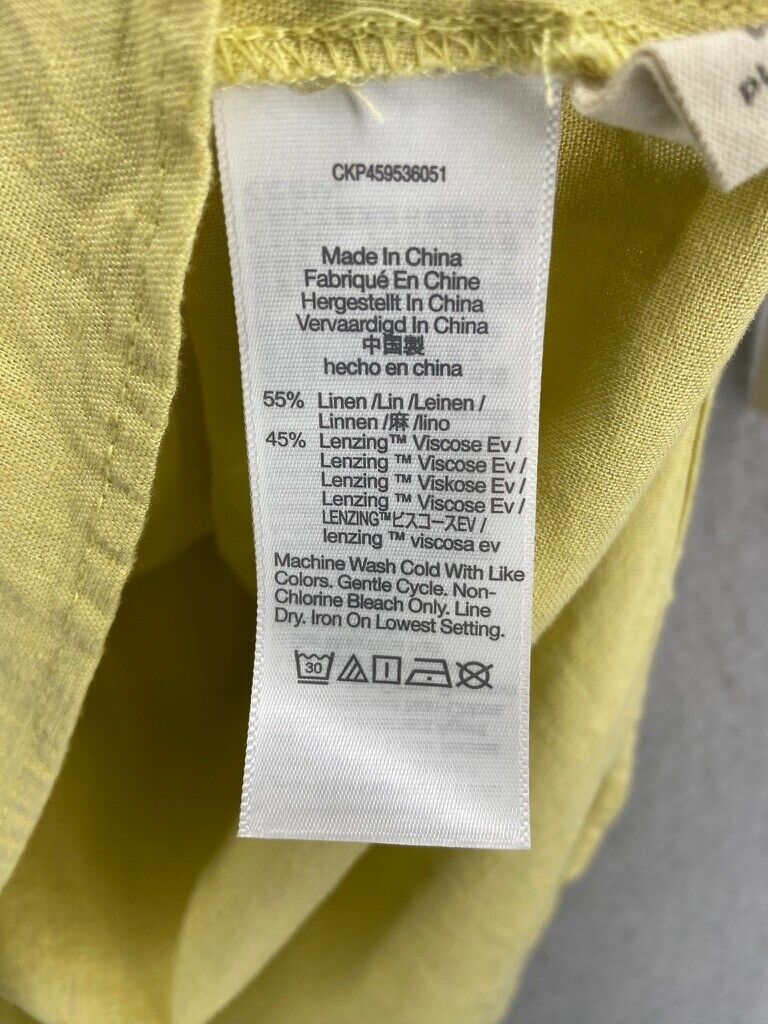 CKP459536051
Made In China
Fabriqué En Chine
Hergestellt In China
Vervaardigd In China
中国製
hecho en china
55% Linen /Lin /Leinen /
Linnen /麻 /lino
45% Lenzing™ Viscose Ev /
Lenzing ™ Viscose Ev /
Lenzing ™ Viskose Ev /
Lenzing ™ Viscose Ev /
LENZING™ビスコースEV /
lenzing ™ viscosa ev
Machine Wash Cold With Like
Colors. Gentle Cycle. Non-
Chlorine Bleach Only. Line
Dry. Iron On Lowest Setting.
30